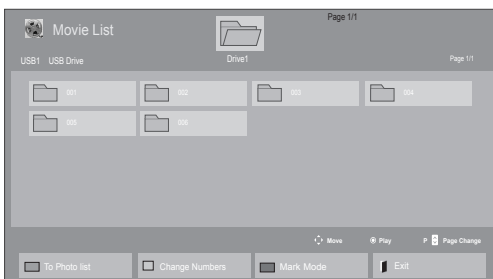 Page 1/1
Movie List
USB1 USB Drive
Drive1
Page 1/1
001 002 003 004
005 006
Move Play P Page Change
To Photo list Change Numbers Mark Mode Exit